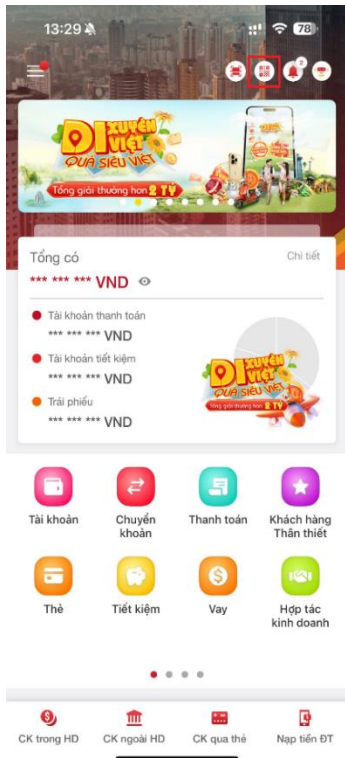 13:29
78
2
ĐI XUYÊN
VIỆT
QUÀ SIÊU VIỆT
Tổng giải thưởng hơn 2 TỶ
Tổng có
Chi tiết
*** *** *** VND
Tài khoản thanh toán
*** *** *** VND
Tài khoản tiết kiệm
*** *** *** VND
ĐI XUYÊN
VIỆT
QUÀ SIÊU VIỆT
Tổng giải thưởng hơn 2 TỶ
Trái phiếu
*** *** *** VND
Tài khoản
Chuyển
khoản
Thanh toán
Khách hàng
Thân thiết
Thẻ
Tiết kiệm
Vay
Hợp tác
kinh doanh
CK trong HD
CK ngoài HD
CK qua thẻ
Nạp tiền ĐT